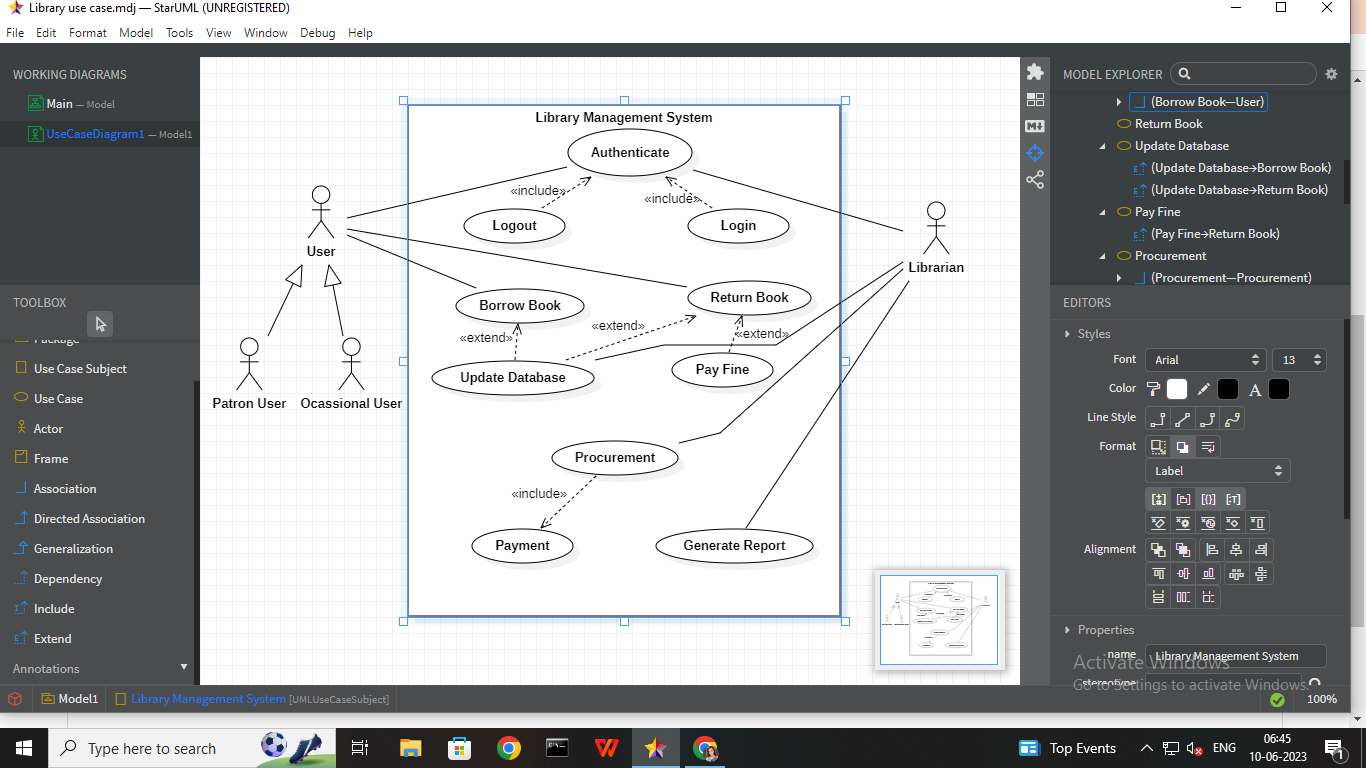 Library use case.mdj — StarUML (UNREGISTERED)
File Edit Format Model Tools View Window Debug Help
WORKING DIAGRAMS
Main — Model
UseCaseDiagram1 — Model1
TOOLBOX
Package
Use Case Subject
Use Case
Actor
Frame
Association
Directed Association
Generalization
Dependency
Include
Extend
Annotations
Library Management System
Authenticate
«include»
«include»
Logout
Login
User
Librarian
Borrow Book
Return Book
«extend»
«extend»
«extend»
Update Database
Pay Fine
Patron User
Ocassional User
Procurement
«include»
Payment
Generate Report
MODEL EXPLORER
(Borrow Book—User)
Return Book
Update Database
(Update Database→Borrow Book)
(Update Database→Return Book)
Pay Fine
(Pay Fine→Return Book)
Procurement
(Procurement—Procurement)
EDITORS
Styles
Font Arial 13
Color A
Line Style
Format
Label
Alignment
Properties
name Library Management System
stereotype
Activate Windows
Go to Settings to activate Windows.
Model1 Library Management System [UMLUseCaseSubject] 100%
Type here to search
Top Events
ENG
06:45
10-06-2023
1